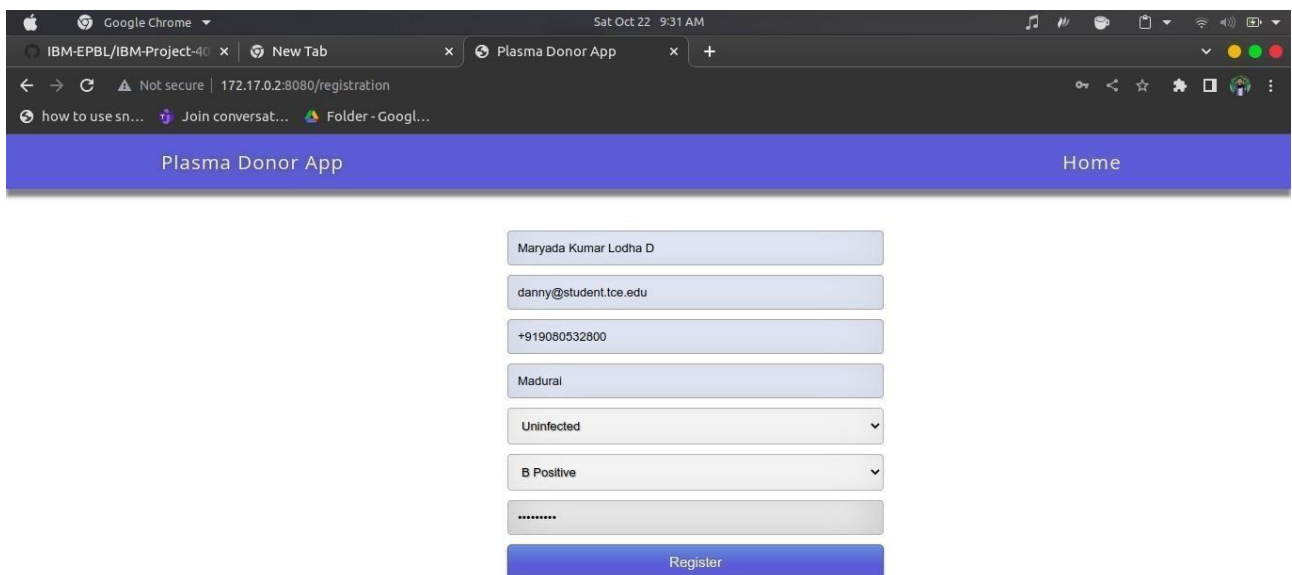 Google Chrome Sat Oct 22 9:31 AM
IBM-EPBL/IBM-Project-40 New Tab Plasma Donor App
Not secure | 172.17.0.2:8080/registration
how to use sn... Join conversat... Folder - Googl...
Plasma Donor App Home
Maryada Kumar Lodha D
danny@student.tce.edu
+919080532800
Madurai
Uninfected
B Positive
•••••••••
Register